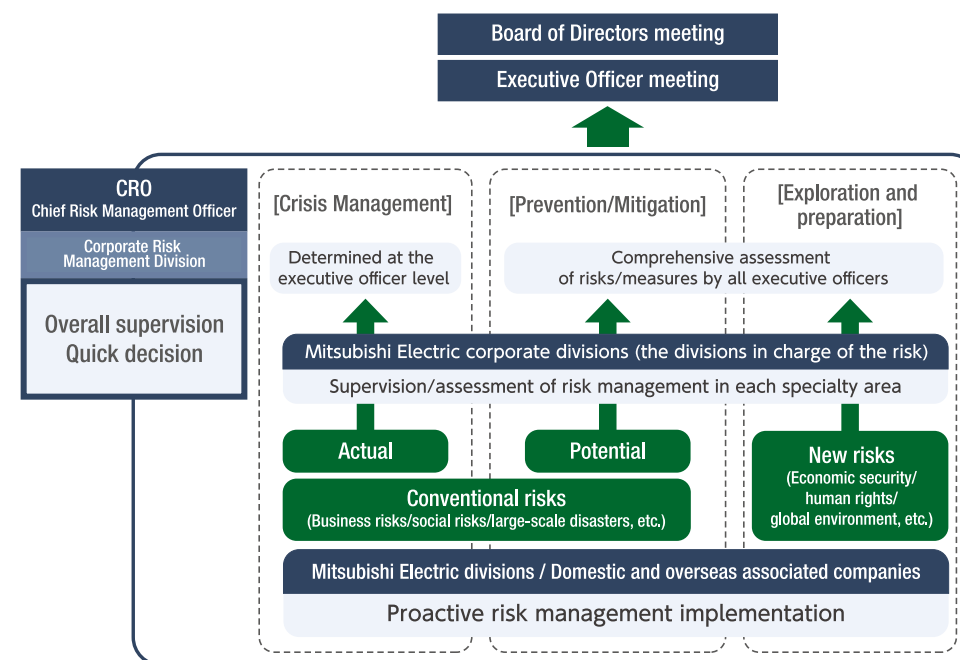 Board of Directors meeting
Executive Officer meeting
CRO
Chief Risk Management Officer
Corporate Risk
Management Division
Overall supervision
Quick decision
[Crisis Management]
[Prevention/Mitigation]
[Exploration and
preparation]
Determined at the
executive officer level
Comprehensive assessment
of risks/measures by all executive officers
Mitsubishi Electric corporate divisions (the divisions in charge of the risk)
Supervision/assessment of risk management in each specialty area
Actual
Potential
Conventional risks
(Business risks/social risks/large-scale disasters, etc.)
New risks
(Economic security/
human rights/
global environment, etc.)
Mitsubishi Electric divisions / Domestic and overseas associated companies
Proactive risk management implementation